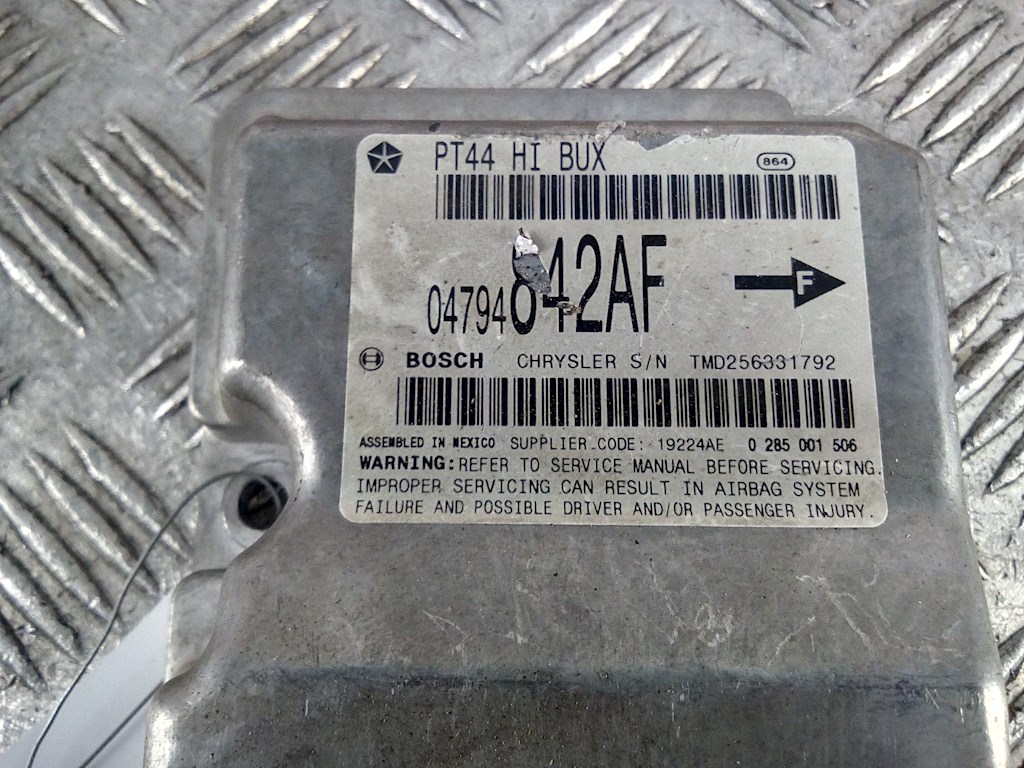 PT44 HI BUX 864
04794842AF F
BOSCH CHRYSLER S/N TMD256331792
ASSEMBLED IN MEXICO SUPPLIER CODE: 19224AE 0 285 001 506
WARNING: REFER TO SERVICE MANUAL BEFORE SERVICING.
IMPROPER SERVICING CAN RESULT IN AIRBAG SYSTEM
FAILURE AND POSSIBLE DRIVER AND/OR PASSENGER INJURY.